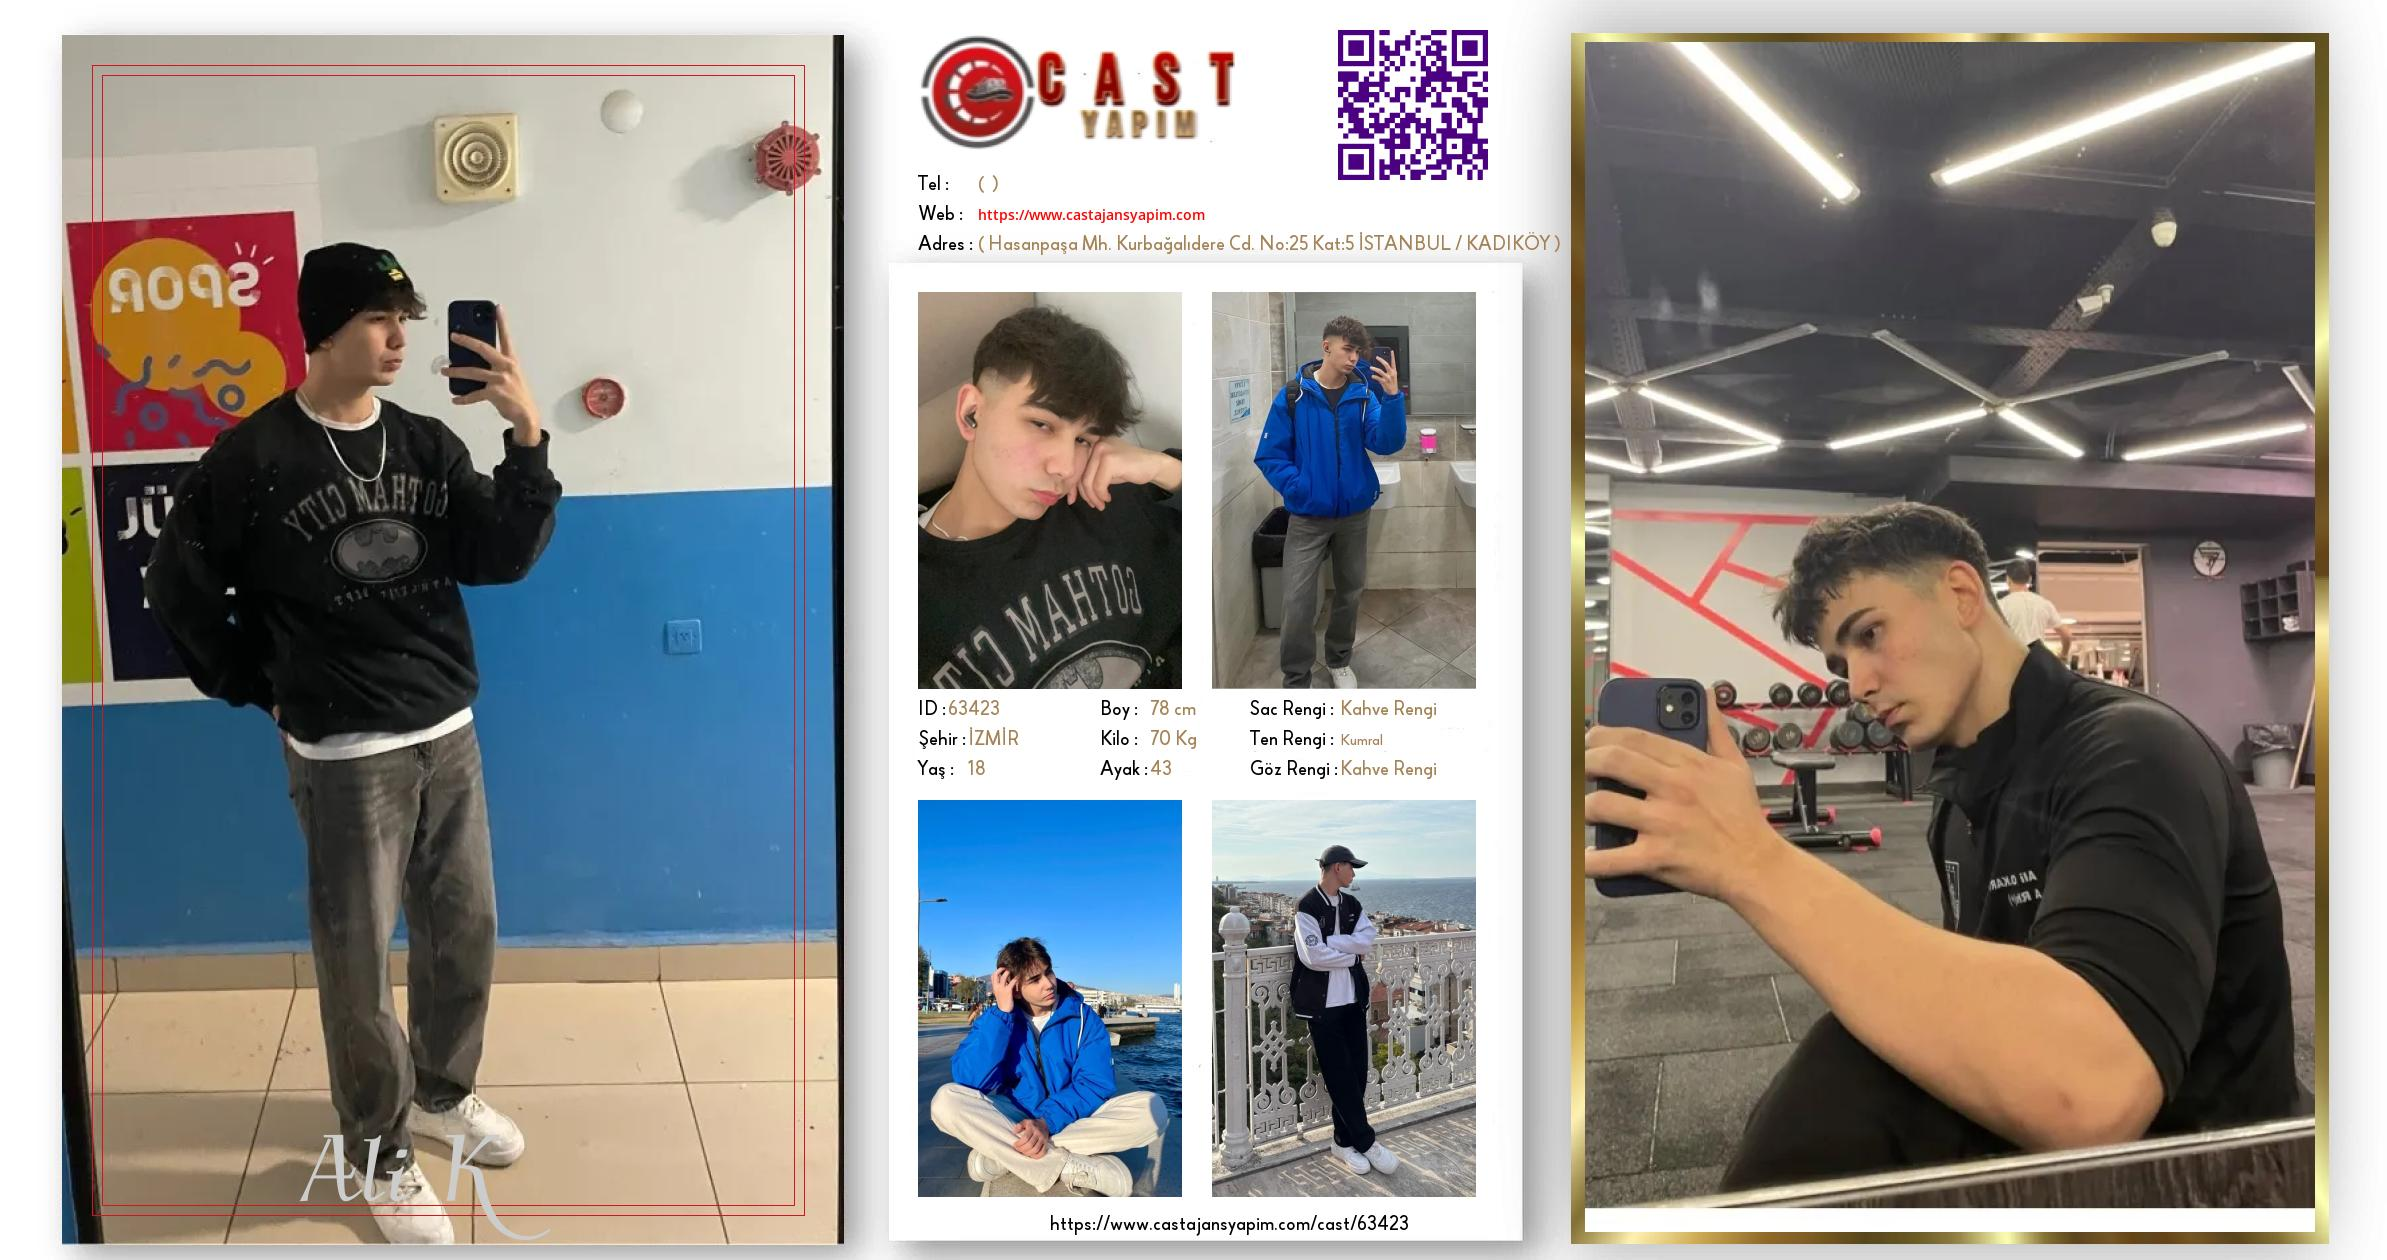 SPOR
GOTHAM CITY
Ali K
CAST
YAPIM
Tel : ( )
Web : https://www.castajansyapim.com
Adres : ( Hasanpaşa Mh. Kurbağalıdere Cd. No:25 Kat:5 İSTANBUL / KADIKÖY )
GOTHAM
ID : 63423 Boy : 78 cm Sac Rengi : Kahve Rengi
Şehir : İZMİR Kilo : 70 Kg Ten Rengi : Kumral
Yaş : 18 Ayak : 43 Göz Rengi : Kahve Rengi
https://www.castajansyapim.com/cast/63423